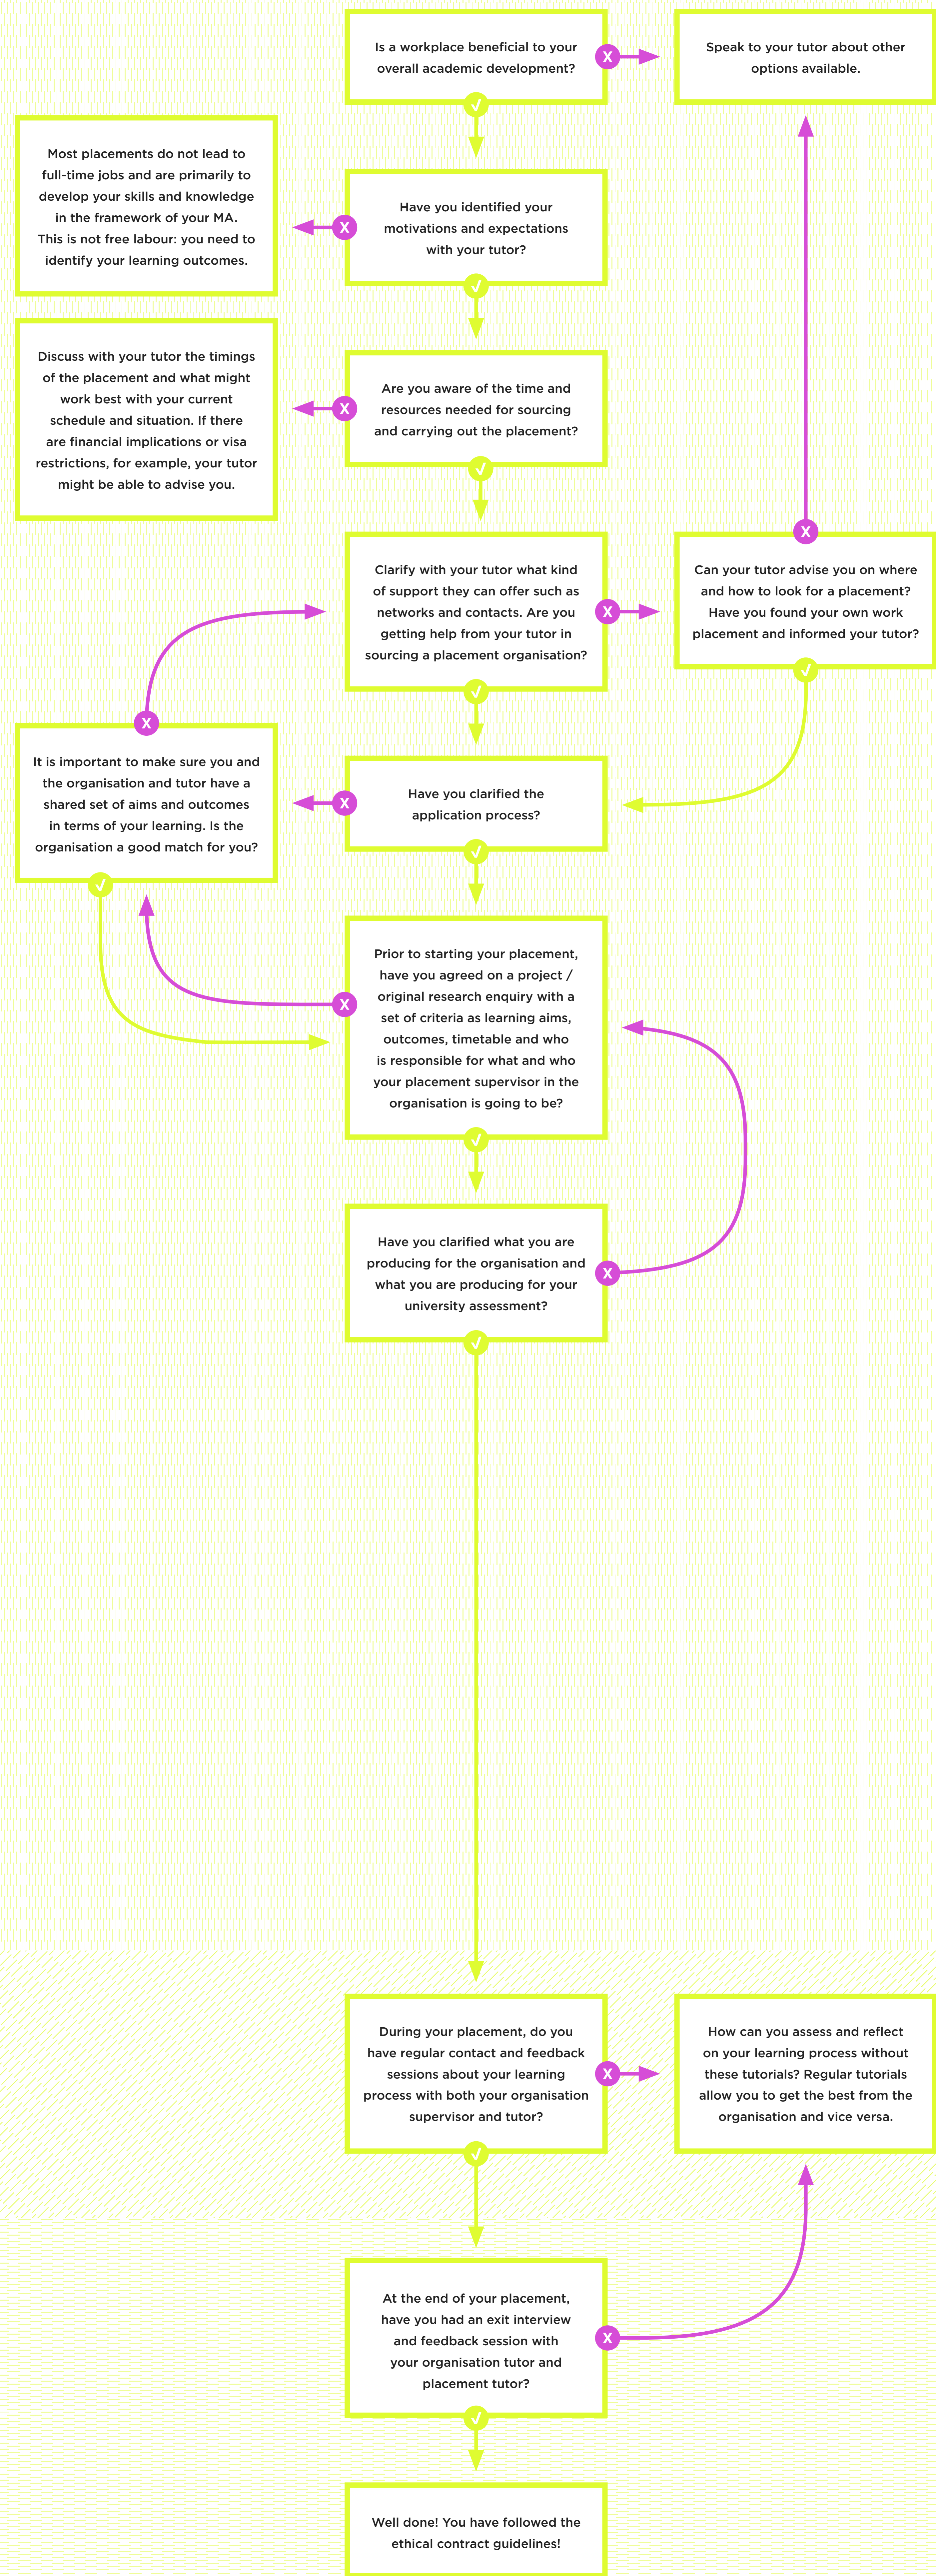 Is a workplace beneficial to your
overall academic development?
X
Speak to your tutor about other
options available.
√
Most placements do not lead to
full-time jobs and are primarily to
develop your skills and knowledge
in the framework of your MA.
This is not free labour: you need to
identify your learning outcomes.
X
Have you identified your
motivations and expectations
with your tutor?
√
Discuss with your tutor the timings
of the placement and what might
work best with your current
schedule and situation. If there
are financial implications or visa
restrictions, for example, your tutor
might be able to advise you.
X
Are you aware of the time and
resources needed for sourcing
and carrying out the placement?
√
Clarify with your tutor what kind
of support they can offer such as
networks and contacts. Are you
getting help from your tutor in
sourcing a placement organisation?
X
X
Can your tutor advise you on where
and how to look for a placement?
Have you found your own work
placement and informed your tutor?
√
√
X
It is important to make sure you and
the organisation and tutor have a
shared set of aims and outcomes
in terms of your learning. Is the
organisation a good match for you?
√
X
Have you clarified the
application process?
√
X
Prior to starting your placement,
have you agreed on a project /
original research enquiry with a
set of criteria as learning aims,
outcomes, timetable and who
is responsible for what and who
your placement supervisor in the
organisation is going to be?
√
Have you clarified what you are
producing for the organisation and
what you are producing for your
university assessment?
X
√
During your placement, do you
have regular contact and feedback
sessions about your learning
process with both your organisation
supervisor and tutor?
X
How can you assess and reflect
on your learning process without
these tutorials? Regular tutorials
allow you to get the best from the
organisation and vice versa.
√
At the end of your placement,
have you had an exit interview
and feedback session with
your organisation tutor and
placement tutor?
X
√
Well done! You have followed the
ethical contract guidelines!